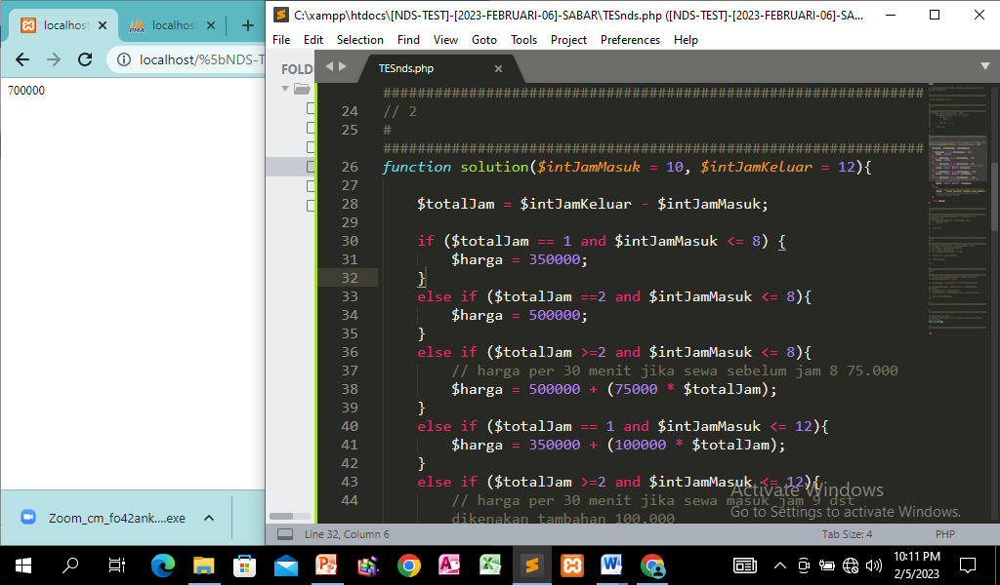 localhost
localhost
C:\xampp\htdocs\[NDS-TEST]-[2023-FEBRUARI-06]-SABAR\TESnds.php ([NDS-TEST]-[2023-FEBRUARI-06]-SA...
localhost/%5bNDS-T
File Edit Selection Find View Goto Tools Project Preferences Help
700000
FOLD
TESnds.php
###############################################################
24 // 2
25 #
###############################################################
26 function solution($intJamMasuk = 10, $intJamKeluar = 12){
27
28 $totalJam = $intJamKeluar - $intJamMasuk;
29
30 if ($totalJam == 1 and $intJamMasuk <= 8) {
31 $harga = 350000;
32 }
33 else if ($totalJam ==2 and $intJamMasuk <= 8){
34 $harga = 500000;
35 }
36 else if ($totalJam >=2 and $intJamMasuk <= 8){
37 // harga per 30 menit jika sewa sebelum jam 8 75.000
38 $harga = 500000 + (75000 * $totalJam);
39 }
40 else if ($totalJam == 1 and $intJamMasuk <= 12){
41 $harga = 350000 + (100000 * $totalJam);
42 }
43 else if ($totalJam >=2 and $intJamMasuk <= 12){
44 // harga per 30 menit jika sewa masuk jam 9 dst
dikenakan tambahan 100.000
Activate Windows
Go to Settings to activate Windows.
Zoom_cm_fo42ank....exe
Line 32, Column 6
Tab Size: 4
PHP
10:11 PM
2/5/2023